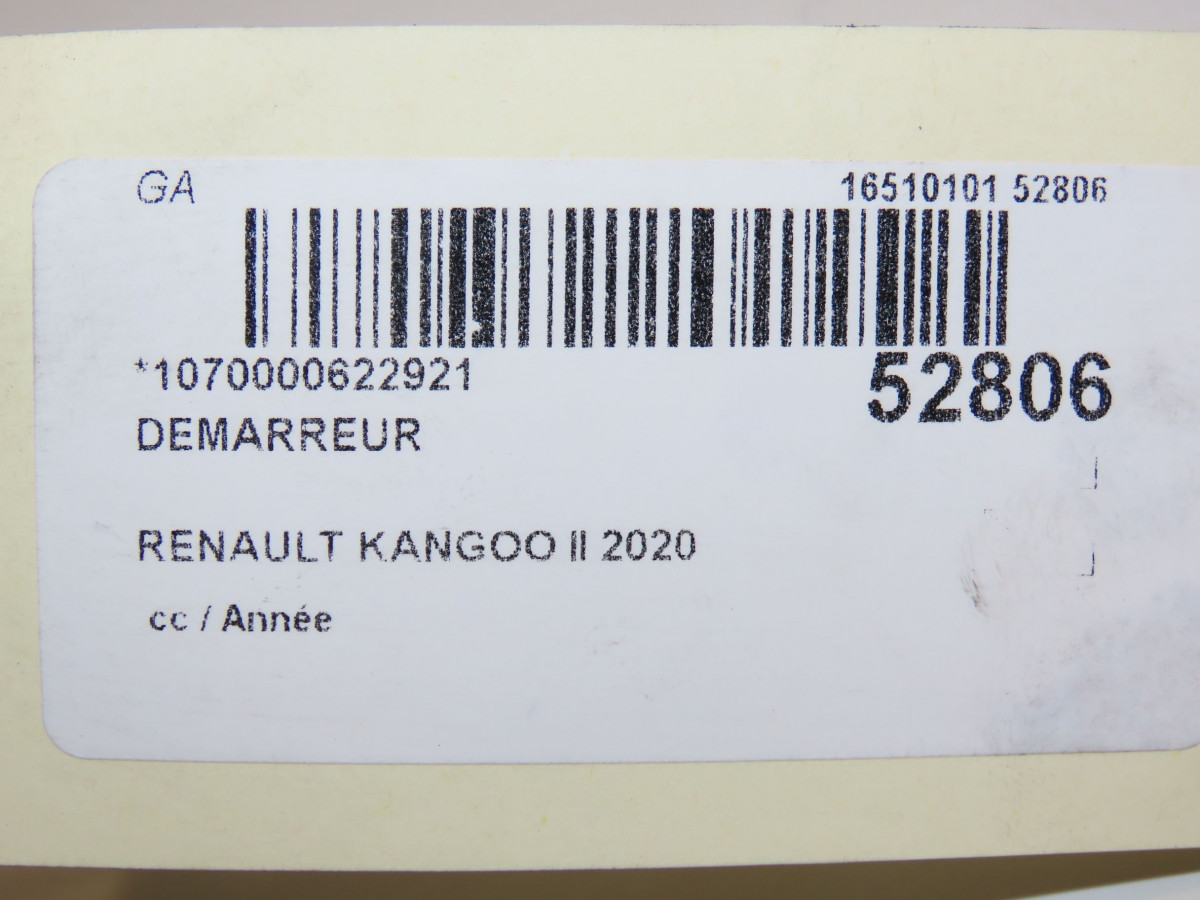 GA
16510101 52806
*1070000622921
52806
DEMARREUR
RENAULT KANGOO II 2020
cc / Année